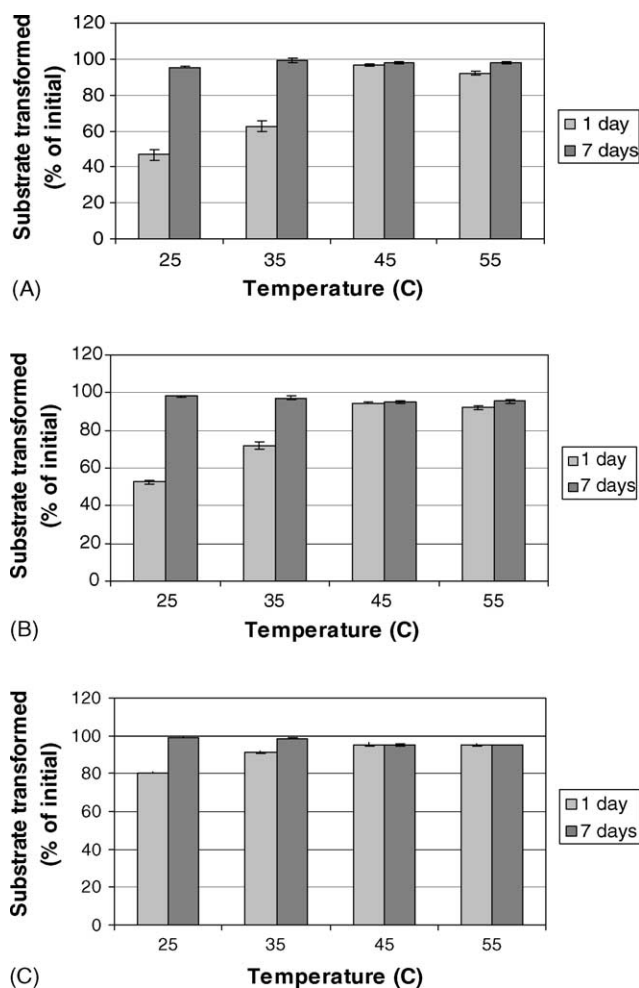 120
100
80
60
40
20
0
Substrate transformed
(% of initial)
25 35 45 55
Temperature (C)
1 day
7 days
(A)
120
100
80
60
40
20
0
Substrate transformed
(% of initial)
25 35 45 55
Temperature (C)
1 day
7 days
(B)
120
100
80
60
40
20
0
Substrate transformed
(% of initial)
25 35 45 55
Temperature (C)
1 day
7 days
(C)